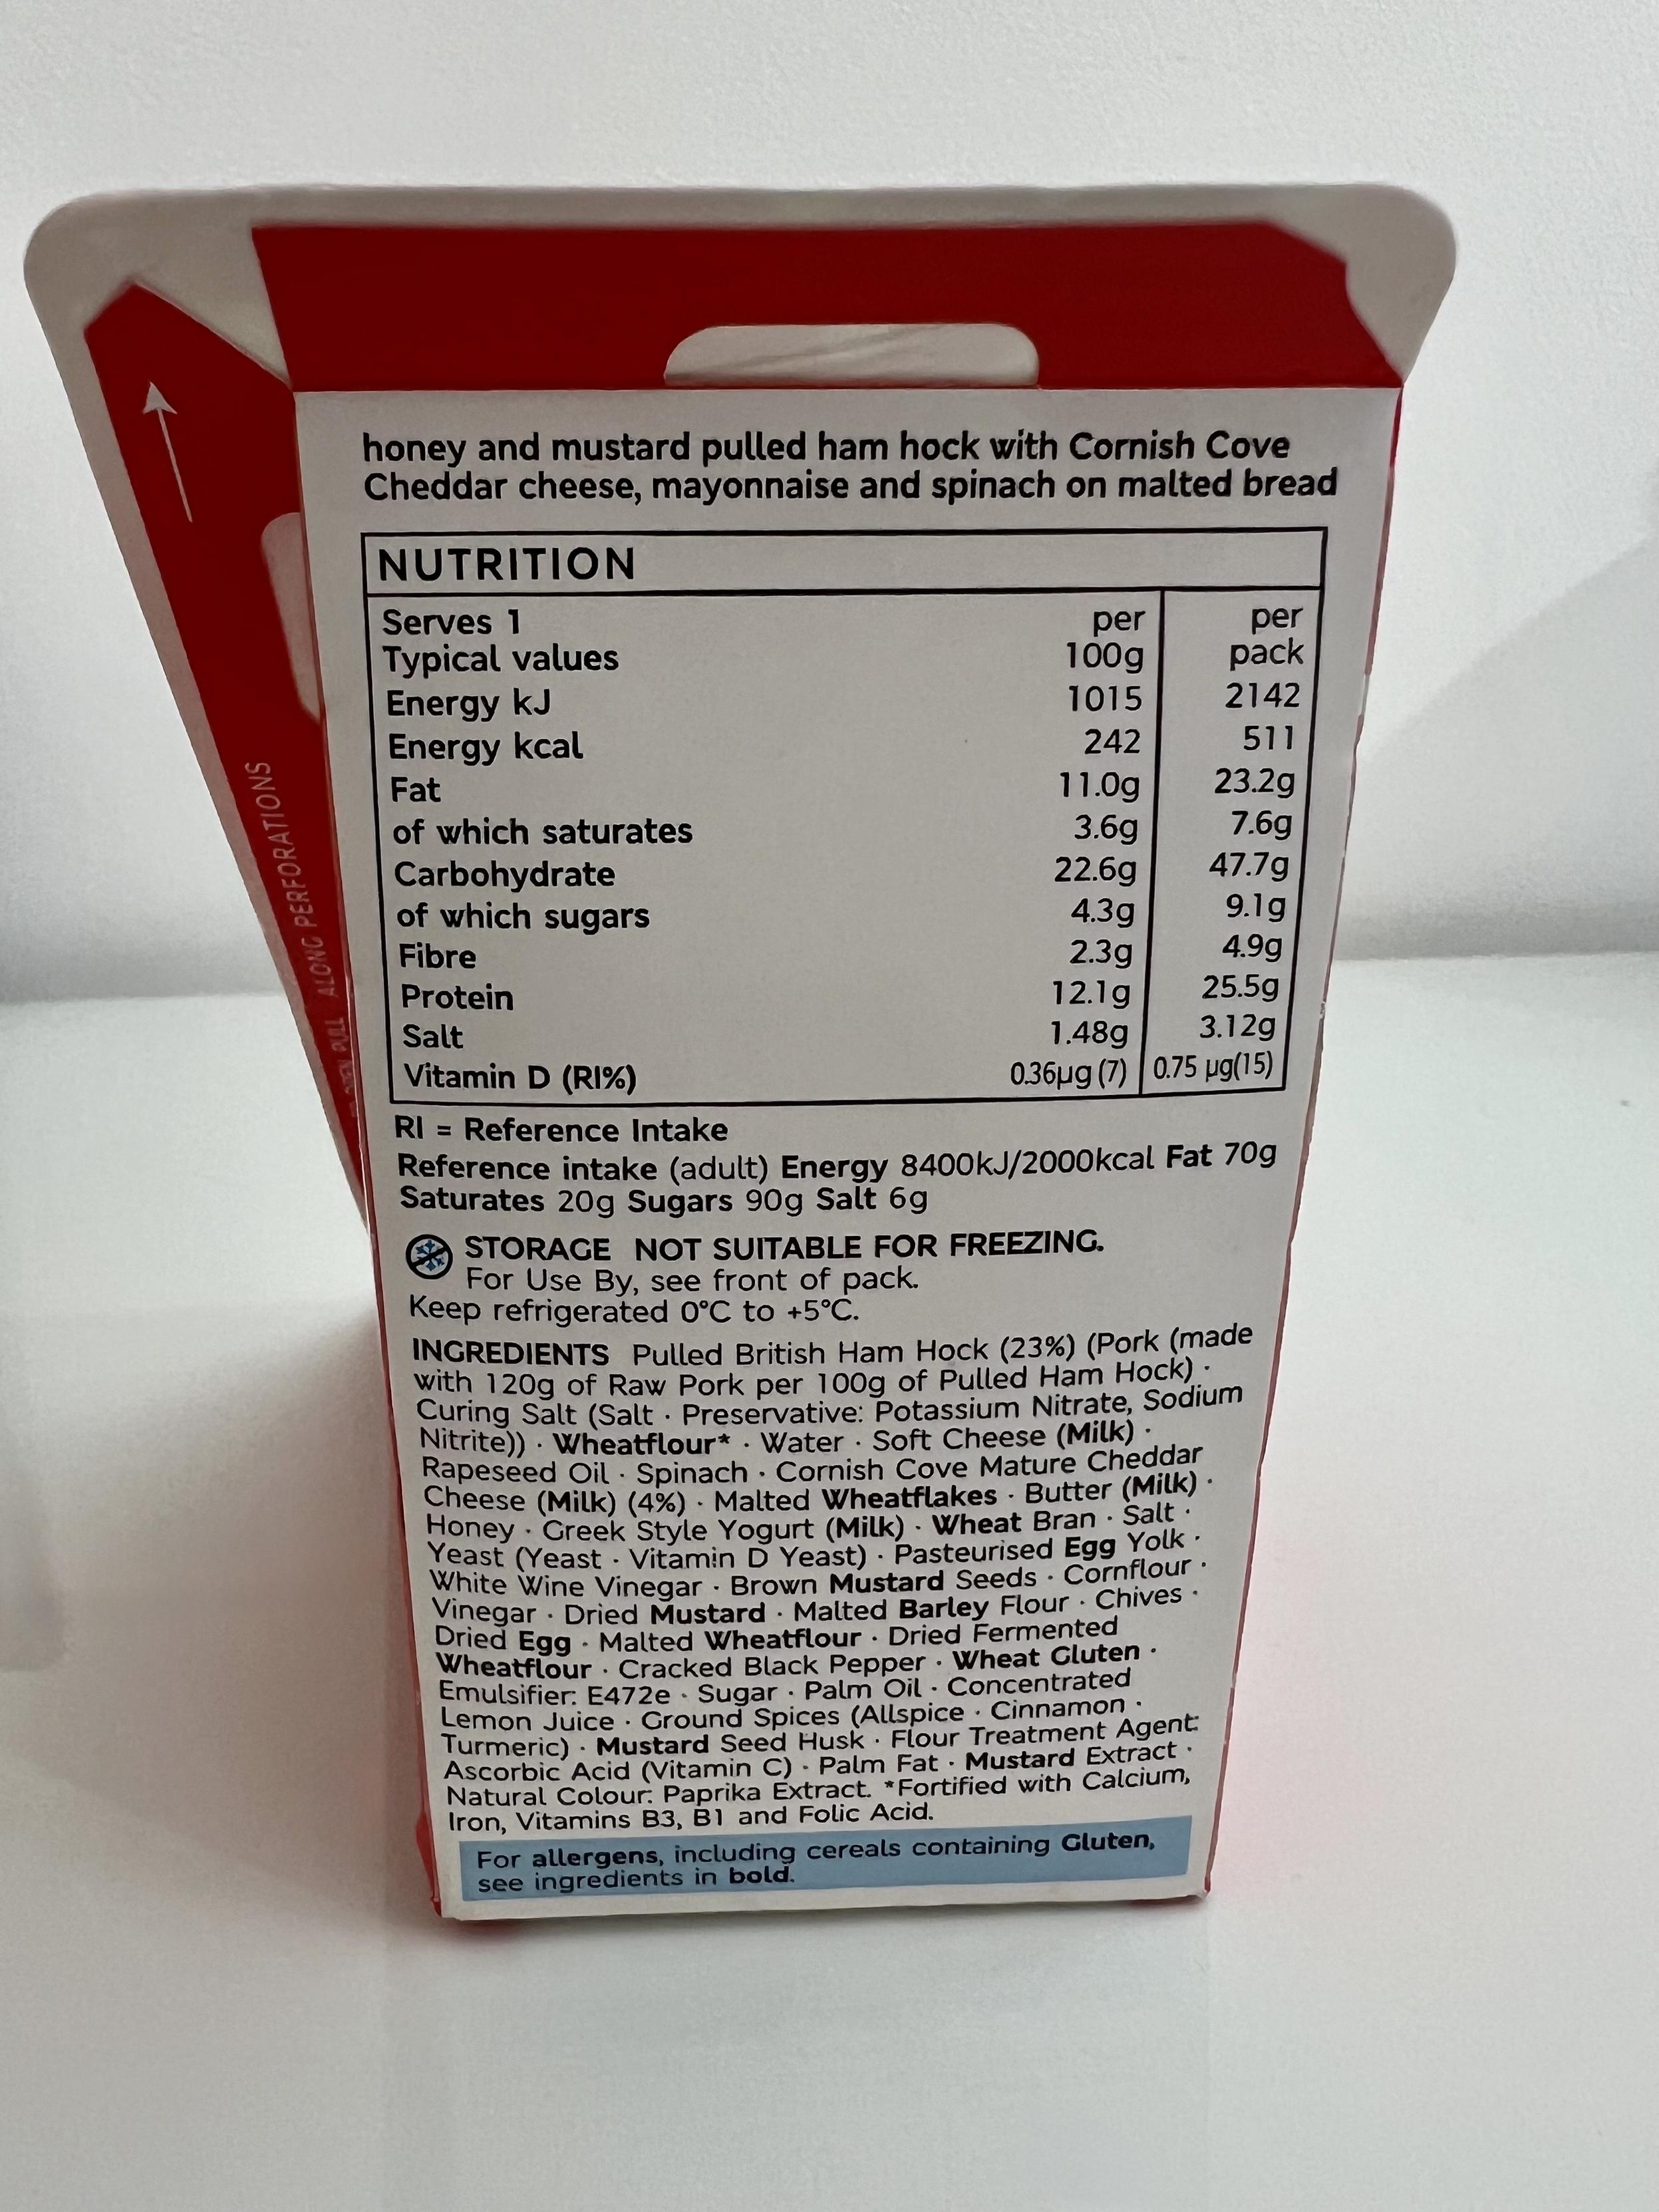 honey and mustard pulled ham hock with Cornish Cove
Cheddar cheese, mayonnaise and spinach on malted bread
NUTRITION
Serves 1 per per
Typical values 100g pack
Energy kJ 1015 2142
Energy kcal 242 511
Fat 11.0g 23.2g
of which saturates 3.6g 7.6g
Carbohydrate 22.6g 47.7g
of which sugars 4.3g 9.1g
Fibre 2.3g 4.9g
Protein 12.1g 25.5g
Salt 1.48g 3.12g
Vitamin D (RI%) 0.36µg (7) 0.75 µg(15)
RI = Reference Intake
Reference intake (adult) Energy 8400kJ/2000kcal Fat 70g
Saturates 20g Sugars 90g Salt 6g
STORAGE NOT SUITABLE FOR FREEZING.
For Use By, see front of pack.
Keep refrigerated 0°C to +5°C.
INGREDIENTS Pulled British Ham Hock (23%) (Pork (made
with 120g of Raw Pork per 100g of Pulled Ham Hock) ·
Curing Salt (Salt · Preservative: Potassium Nitrate, Sodium
Nitrite)) · Wheatflour* · Water · Soft Cheese (Milk) ·
Rapeseed Oil · Spinach · Cornish Cove Mature Cheddar
Cheese (Milk) (4%) · Malted Wheatflakes · Butter (Milk) ·
Honey · Greek Style Yogurt (Milk) · Wheat Bran · Salt ·
Yeast (Yeast · Vitamin D Yeast) · Pasteurised Egg Yolk ·
White Wine Vinegar · Brown Mustard Seeds · Cornflour ·
Vinegar · Dried Mustard · Malted Barley Flour · Chives ·
Dried Egg · Malted Wheatflour · Dried Fermented
Wheatflour · Cracked Black Pepper · Wheat Gluten ·
Emulsifier: E472e · Sugar · Palm Oil · Concentrated
Lemon Juice · Ground Spices (Allspice · Cinnamon ·
Turmeric) · Mustard Seed Husk · Flour Treatment Agent:
Ascorbic Acid (Vitamin C) · Palm Fat · Mustard Extract ·
Natural Colour: Paprika Extract. *Fortified with Calcium,
Iron, Vitamins B3, B1 and Folic Acid.
For allergens, including cereals containing Gluten,
see ingredients in bold.
PULL ALONG PERFORATIONS